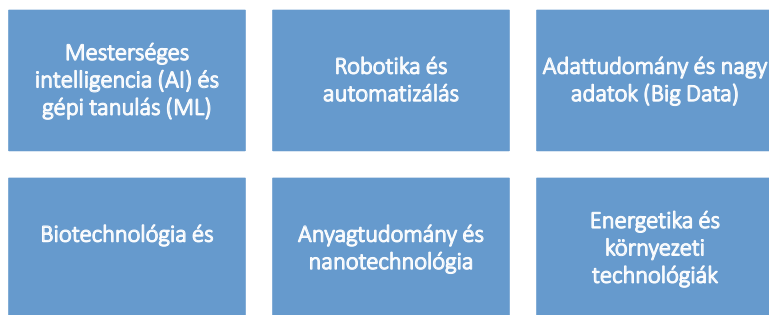 Mesterséges
intelligencia (AI) és
gépi tanulás (ML)
Robotika és
automatizálás
Adattudomány és nagy
adatok (Big Data)
Biotechnológia és
Anyagtudomány és
nanotechnológia
Energetika és
környezeti
technológiák